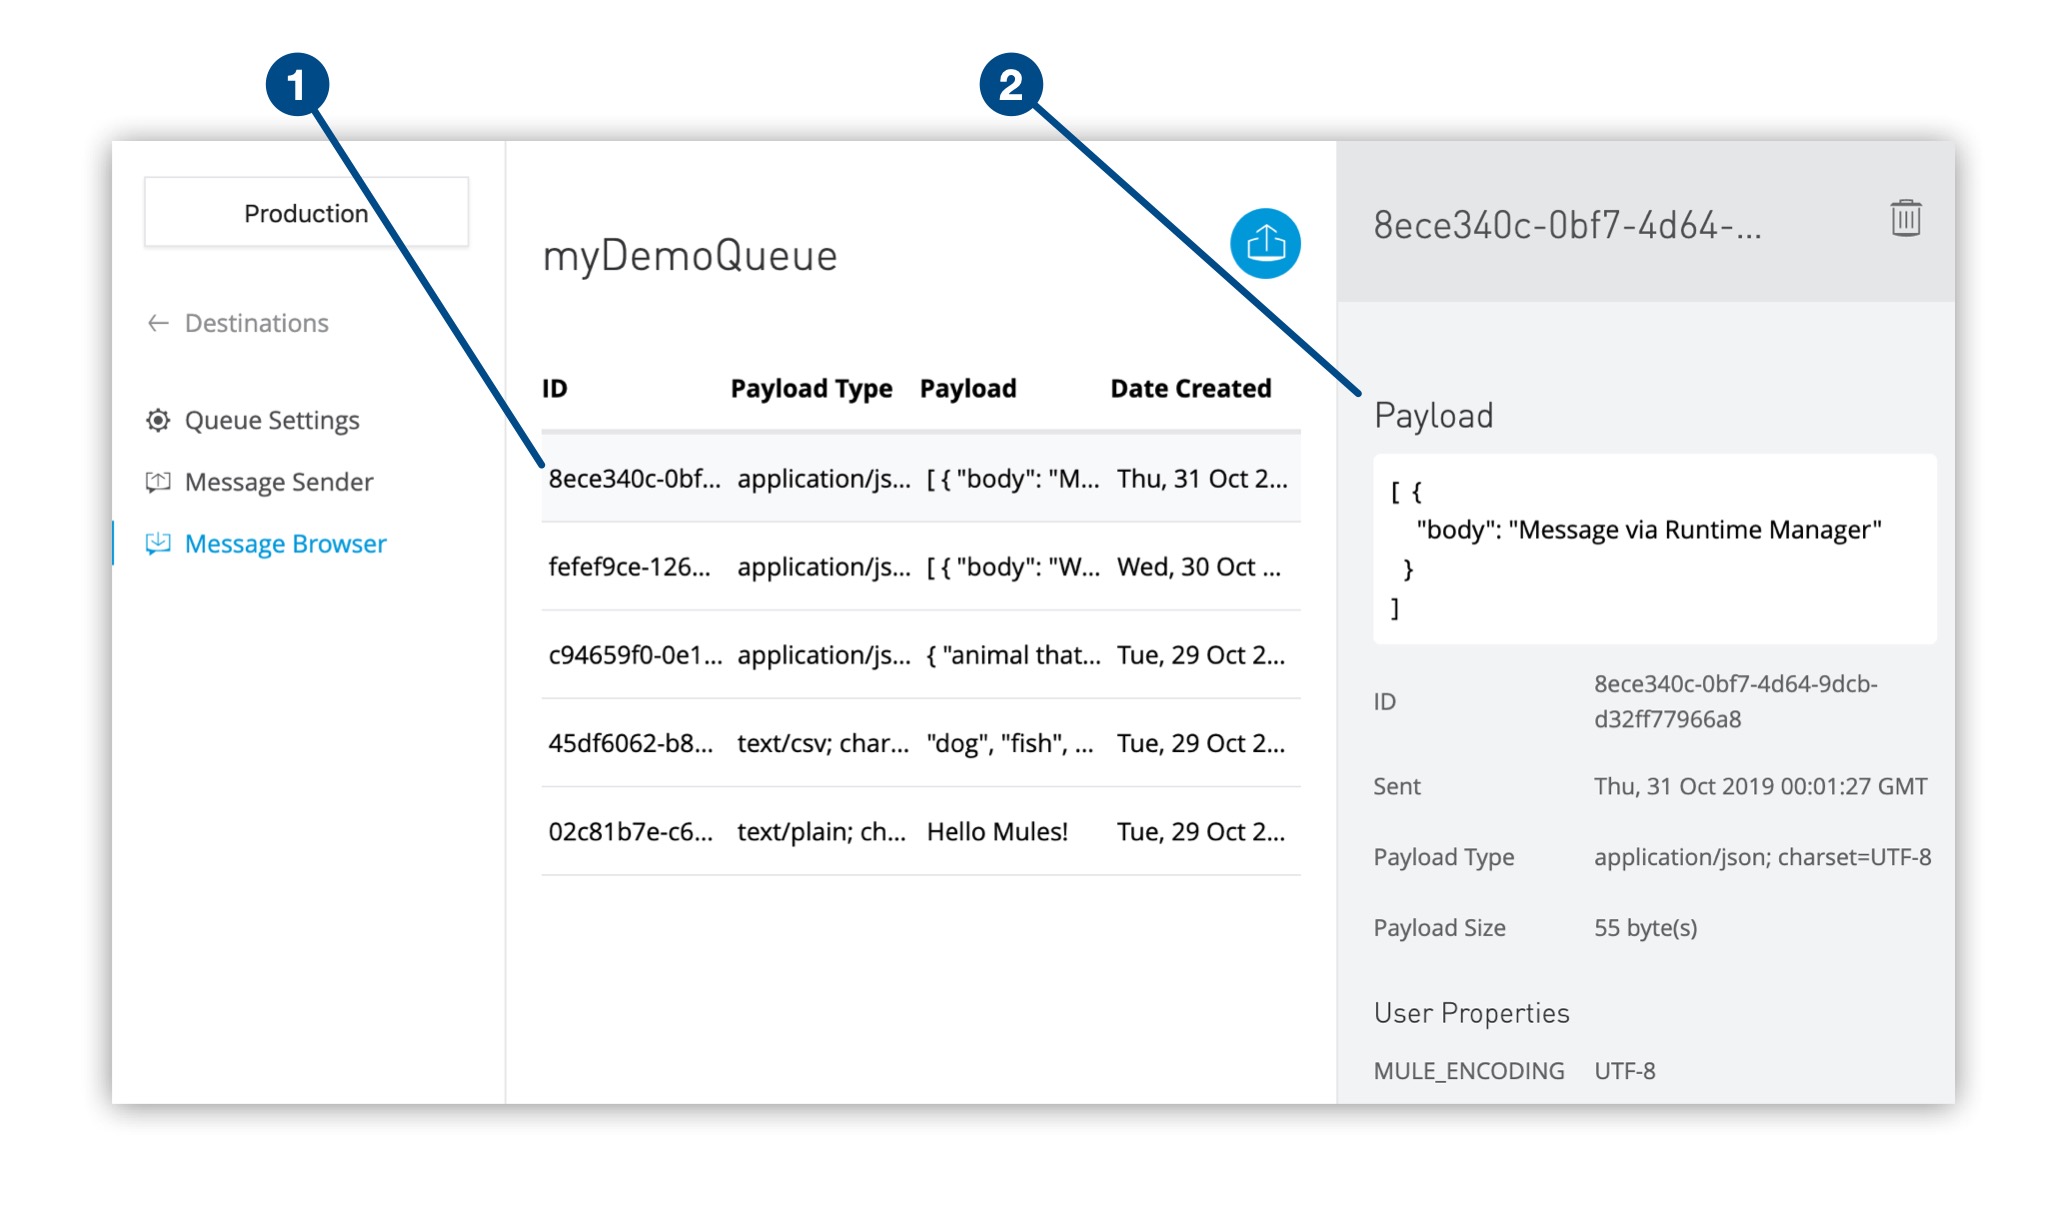 1
2
Production
Destinations
Queue Settings
Message Sender
Message Browser
myDemoQueue
ID Payload Type Payload Date Created
8ece340c-0bf... application/js... [ { "body": "M... Thu, 31 Oct 2...
fefef9ce-126... application/js... [ { "body": "W... Wed, 30 Oct ...
c94659f0-0e1... application/js... { "animal that... Tue, 29 Oct 2...
45df6062-b8... text/csv; char... "dog", "fish", ... Tue, 29 Oct 2...
02c81b7e-c6... text/plain; ch... Hello Mules! Tue, 29 Oct 2...
8ece340c-0bf7-4d64-...
Payload
[ {
"body": "Message via Runtime Manager"
}
]
ID 8ece340c-0bf7-4d64-9dcb-
d32ff77966a8
Sent Thu, 31 Oct 2019 00:01:27 GMT
Payload Type application/json; charset=UTF-8
Payload Size 55 byte(s)
User Properties
MULE_ENCODING UTF-8